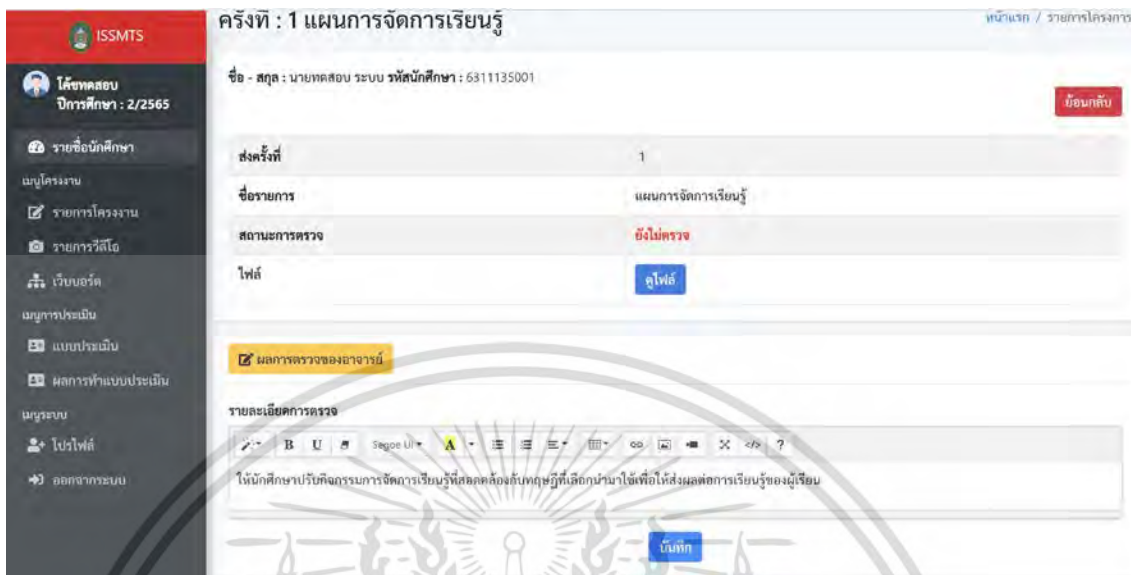 ISSMTS
ครั้งที่ : 1 แผนการจัดการเรียนรู้
หน้าแรก / รายการโครงการ
โค้ชทดสอบ
ปีการศึกษา : 2/2565
ชื่อ - สกุล : นายทดสอบ ระบบ รหัสนักศึกษา : 6311135001
ย้อนกลับ
รายชื่อนักศึกษา
เมนูโครงงาน
รายการโครงงาน
รายการวีดีโอ
เว็บบอร์ด
เมนูการประเมิน
แบบประเมิน
ผลการทำแบบประเมิน
เมนูระบบ
โปรไฟล์
ออกจากระบบ
ส่งครั้งที่ 1
ชื่อรายการ แผนการจัดการเรียนรู้
สถานะการตรวจ ยังไม่ตรวจ
ไฟล์ ดูไฟล์
ผลการตรวจของอาจารย์
รายละเอียดการตรวจ
B U Segoe UI A </> ?
ให้นักศึกษาปรับกิจกรรมการจัดการเรียนรู้ที่สอดคล้องกับทฤษฎีที่เลือกนำมาใช้เพื่อให้ส่งผลต่อการเรียนรู้ของผู้เรียน
บันทึก